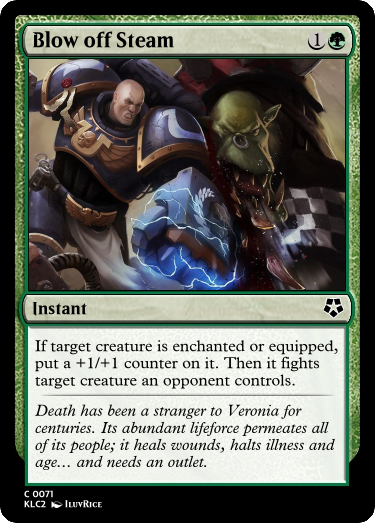 Blow off Steam 1
Instant
If target creature is enchanted or equipped,
put a +1/+1 counter on it. Then it fights
target creature an opponent controls.
Death has been a stranger to Veronia for
centuries. Its abundant lifeforce permeates all
of its people; it heals wounds, halts illness and
age… and needs an outlet.
C 0071
KLC2 IluvRice